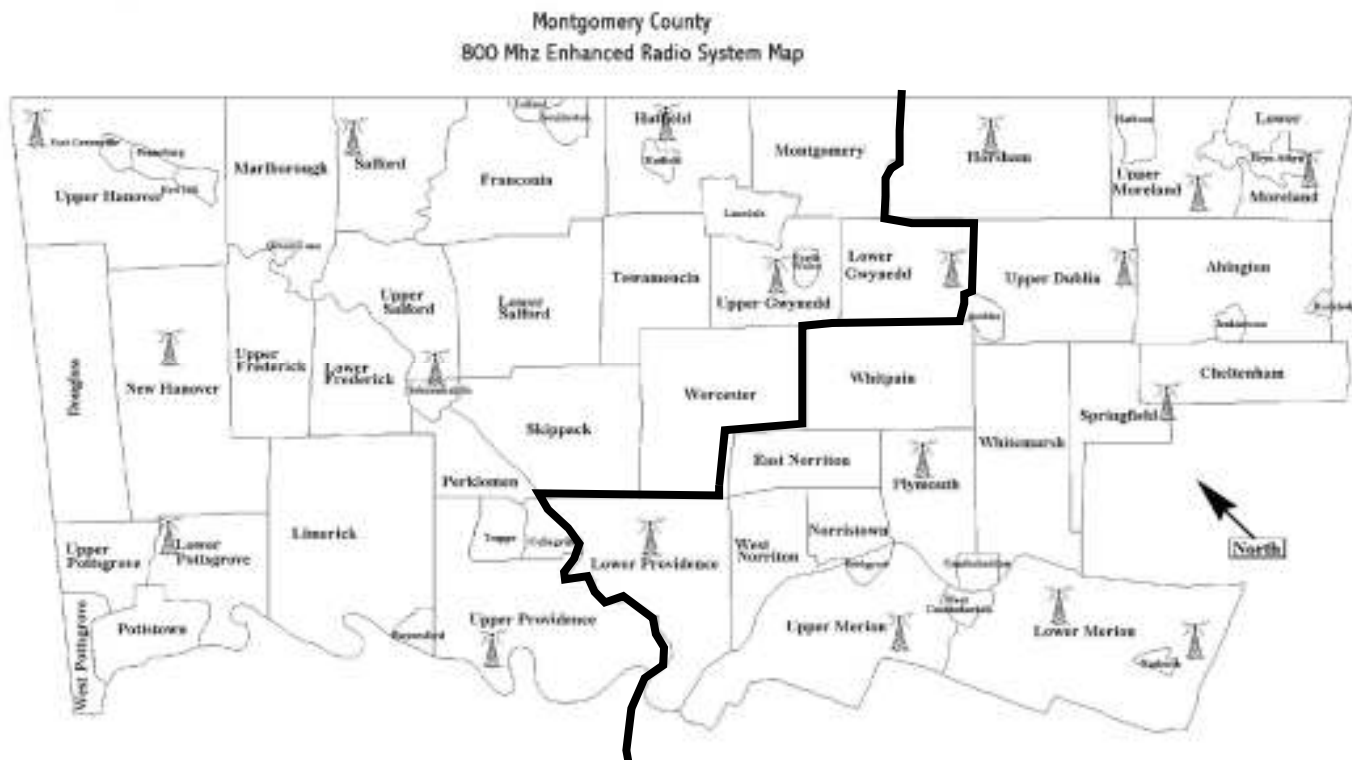 Montgomery County
800 Mhz Enhanced Radio System Map
Hatfield
Lower
Montgomery
Horsham
Marlborough
Salford
Franconia
Upper
Moreland
Moreland
Upper Hanover
Lower
Gwynedd
Towamencin
Upper Dublin
Abington
Upper
Salford
Lower
Salford
Upper Gwynedd
Douglass
New Hanover
Upper
Frederick
Lower
Frederick
Worcester
Whitpain
Cheltenham
Springfield
Skippack
Whitemarsh
East Norriton
Perkiomen
Plymouth
Trappe
Limerick
Norristown
Upper
Pottsgrove
Lower
Pottsgrove
West
Norriton
North
Lower Providence
West Pottsgrove
Pottstown
Upper Providence
Upper Merion
Lower Merion